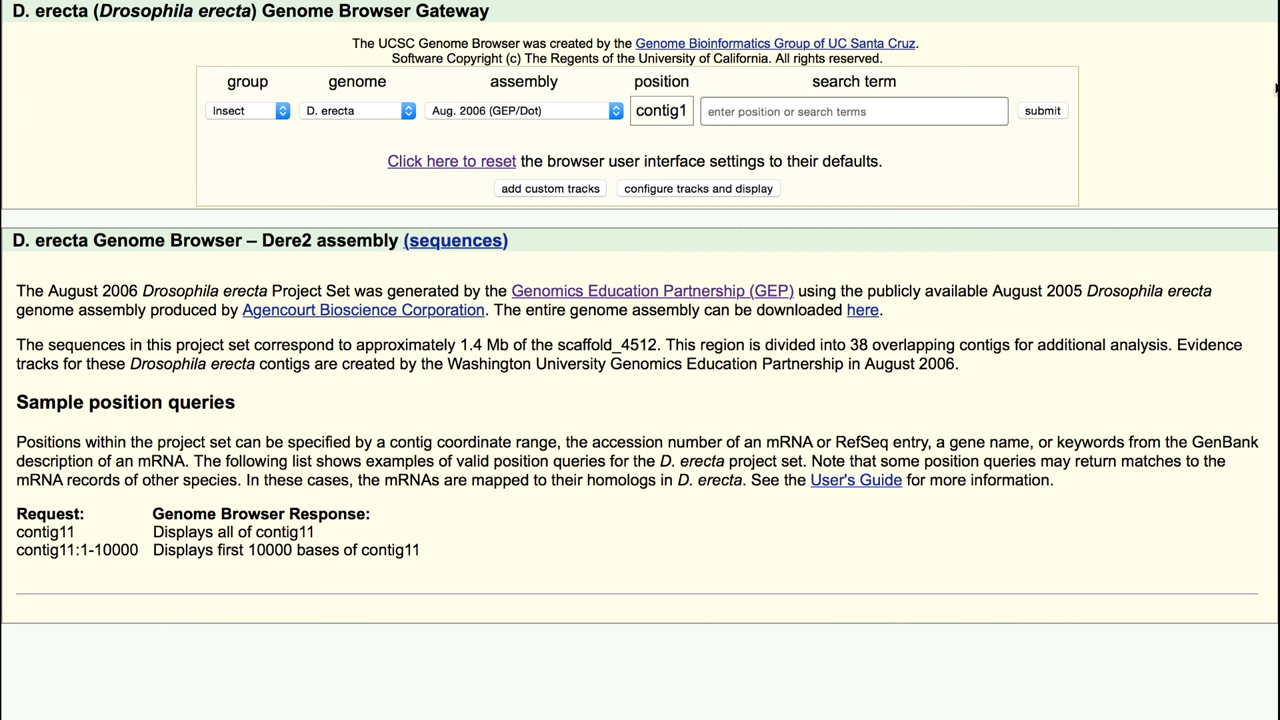 D. erecta (Drosophila erecta) Genome Browser Gateway
The UCSC Genome Browser was created by the Genome Bioinformatics Group of UC Santa Cruz.
Software Copyright (c) The Regents of the University of California. All rights reserved.
group genome assembly position search term
Insect D. erecta Aug. 2006 (GEP/Dot) contig1 enter position or search terms submit
Click here to reset the browser user interface settings to their defaults.
add custom tracks configure tracks and display
D. erecta Genome Browser – Dere2 assembly (sequences)
The August 2006 Drosophila erecta Project Set was generated by the Genomics Education Partnership (GEP) using the publicly available August 2005 Drosophila erecta
genome assembly produced by Agencourt Bioscience Corporation. The entire genome assembly can be downloaded here.
The sequences in this project set correspond to approximately 1.4 Mb of the scaffold_4512. This region is divided into 38 overlapping contigs for additional analysis. Evidence
tracks for these Drosophila erecta contigs are created by the Washington University Genomics Education Partnership in August 2006.
Sample position queries
Positions within the project set can be specified by a contig coordinate range, the accession number of an mRNA or RefSeq entry, a gene name, or keywords from the GenBank
description of an mRNA. The following list shows examples of valid position queries for the D. erecta project set. Note that some position queries may return matches to the
mRNA records of other species. In these cases, the mRNAs are mapped to their homologs in D. erecta. See the User's Guide for more information.
Request: Genome Browser Response:
contig11 Displays all of contig11
contig11:1-10000 Displays first 10000 bases of contig11